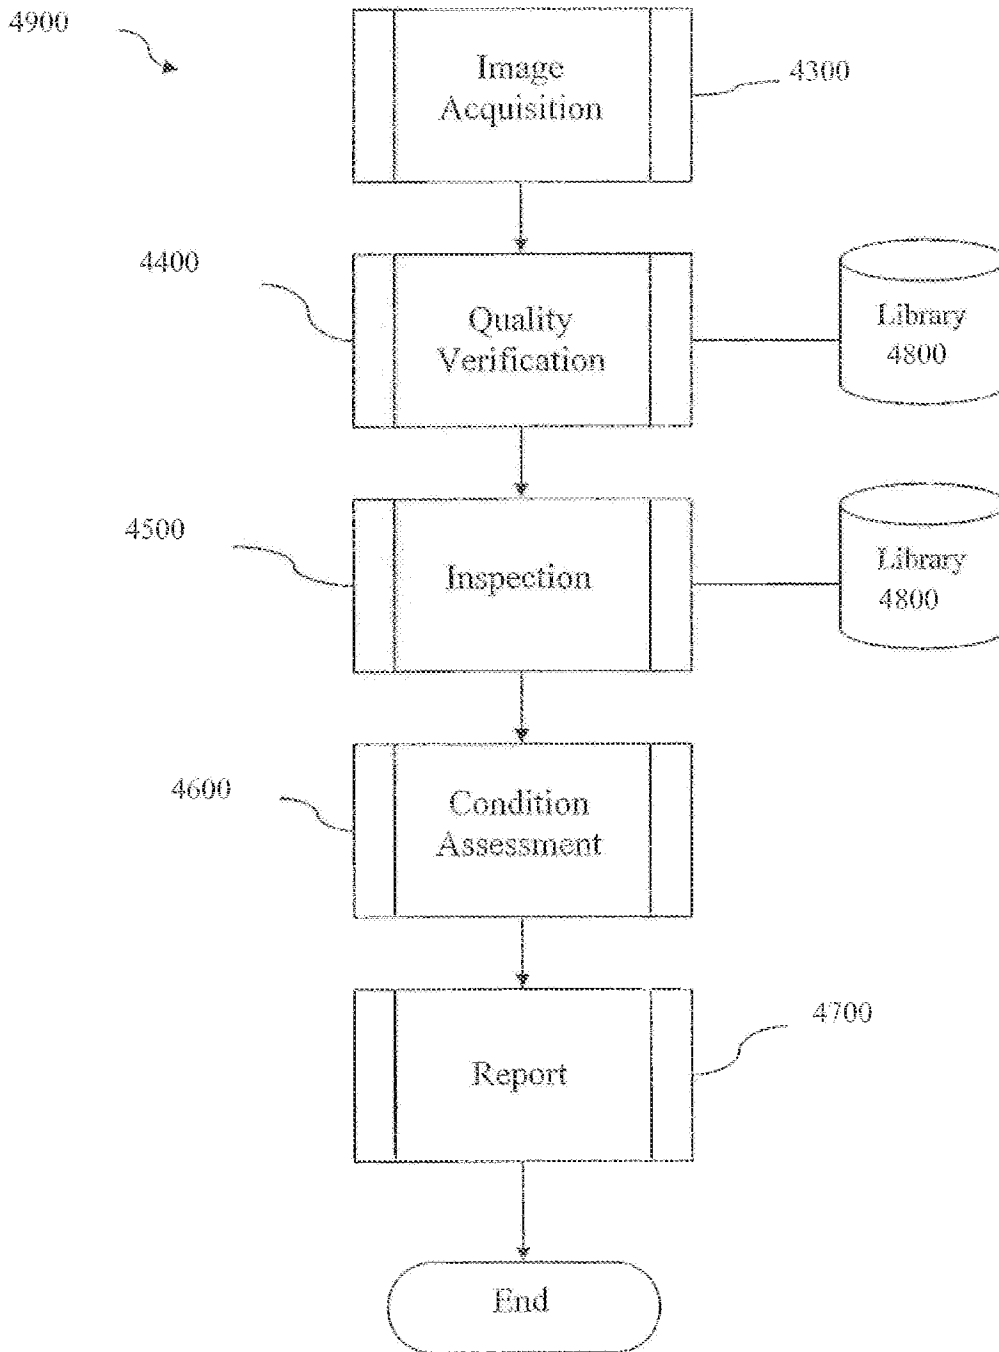 4900
Image
Acquisition
4300
4400
Quality
Verification
Library
4800
4500
Inspection
Library
4800
4600
Condition
Assessment
4700
Report
End